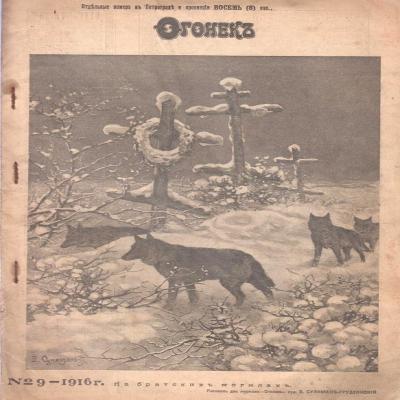 Отдѣльные номера въ Петроградѣ и провинціи ВОСЕМЬ (8) коп.
Огонекъ
№ 9 – 1916 г. На братскихъ могилахъ.